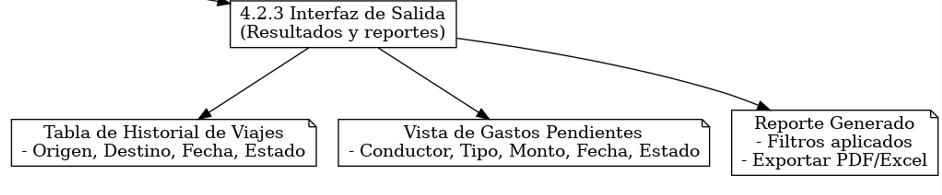 4.2.3 Interfaz de Salida
(Resultados y reportes)
Tabla de Historial de Viajes
- Origen, Destino, Fecha, Estado
Vista de Gastos Pendientes
- Conductor, Tipo, Monto, Fecha, Estado
Reporte Generado
- Filtros aplicados
- Exportar PDF/Excel